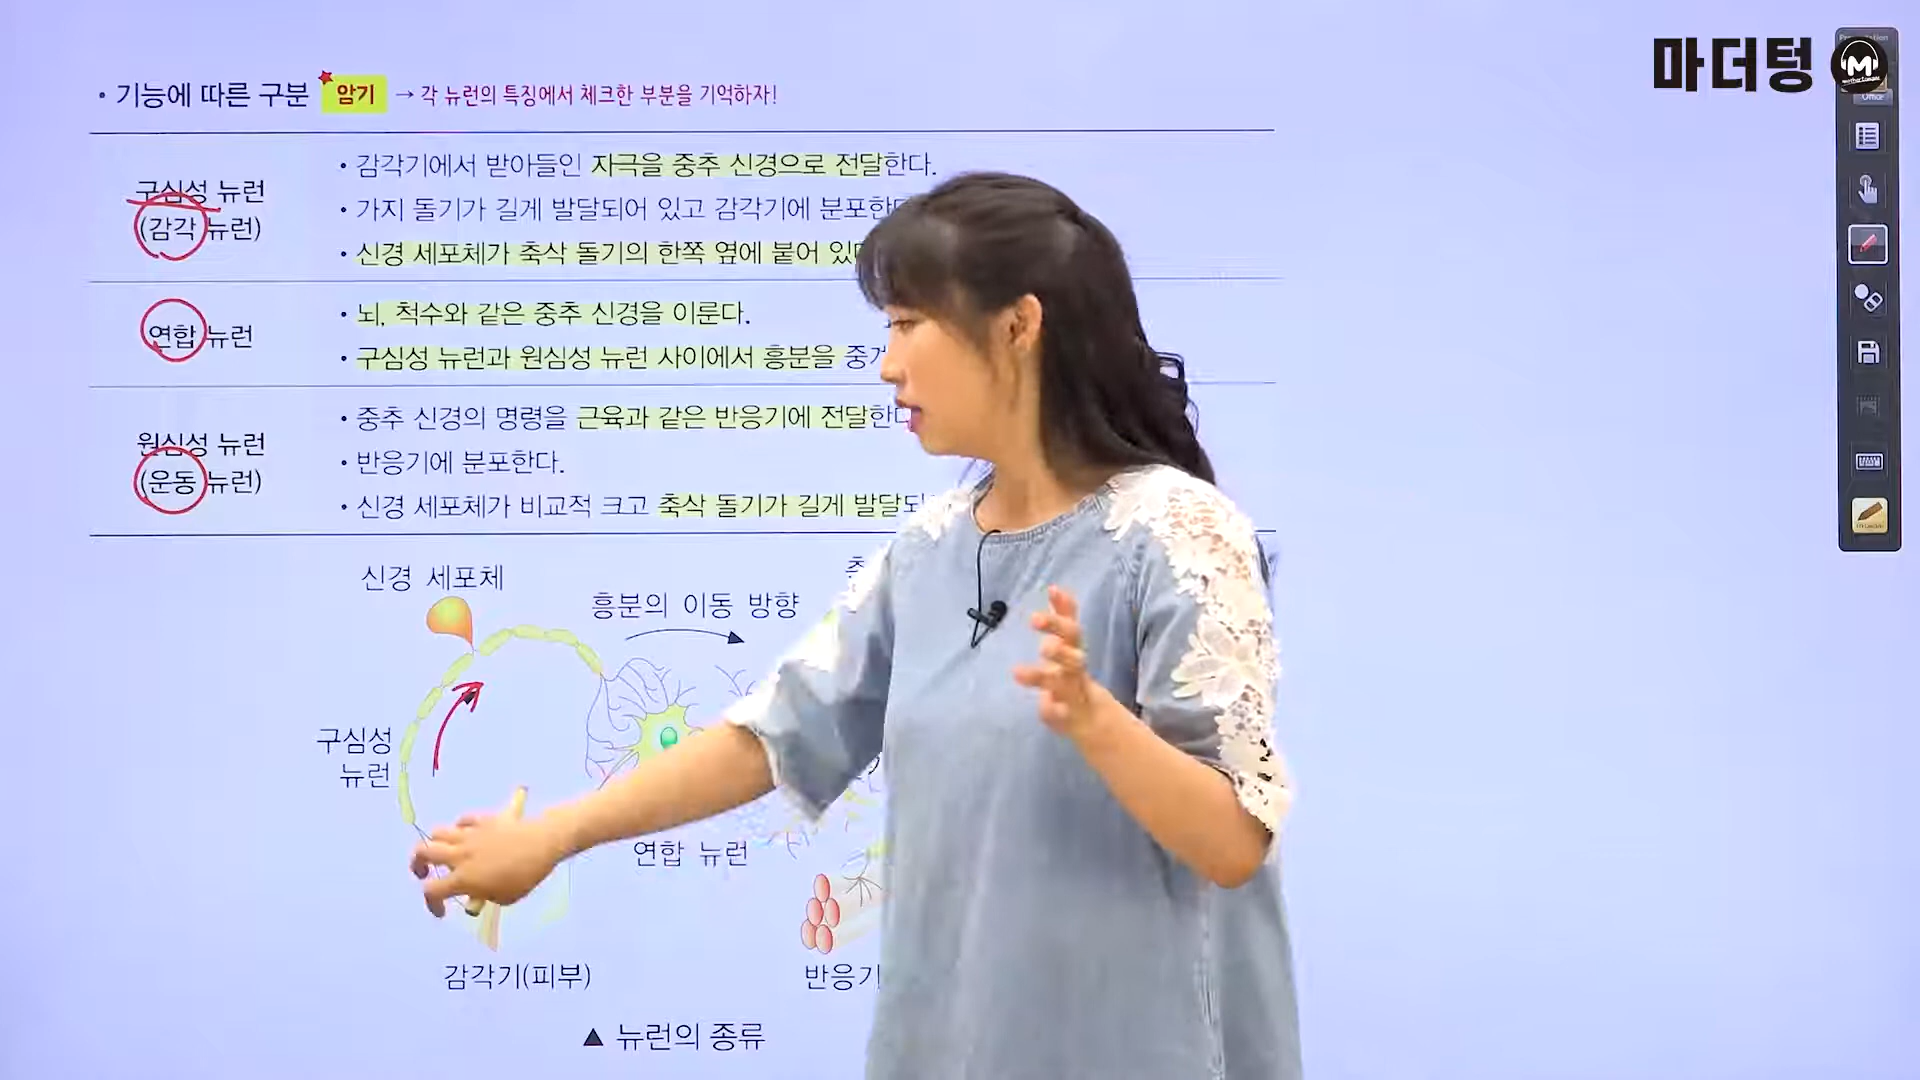 마더텅
• 기능에 따른 구분 암기 → 각 뉴런의 특징에서 체크한 부분을 기억하자!
구심성 뉴런
(감각 뉴런)
• 감각기에서 받아들인 자극을 중추 신경으로 전달한다.
• 가지 돌기가 길게 발달되어 있고 감각기에 분포한
• 신경 세포체가 축삭 돌기의 한쪽 옆에 붙어 있
연합 뉴런
• 뇌, 척수와 같은 중추 신경을 이룬다.
• 구심성 뉴런과 원심성 뉴런 사이에서 흥분을
원심성 뉴런
(운동 뉴런)
• 중추 신경의 명령을 근육과 같은 반응기에 전달한
• 반응기에 분포한다.
• 신경 세포체가 비교적 크고 축삭 돌기가 길게 발달
신경 세포체
흥분의 이동 방향
구심성
뉴런
연합 뉴런
감각기(피부)
반응기
▲ 뉴런의 종류